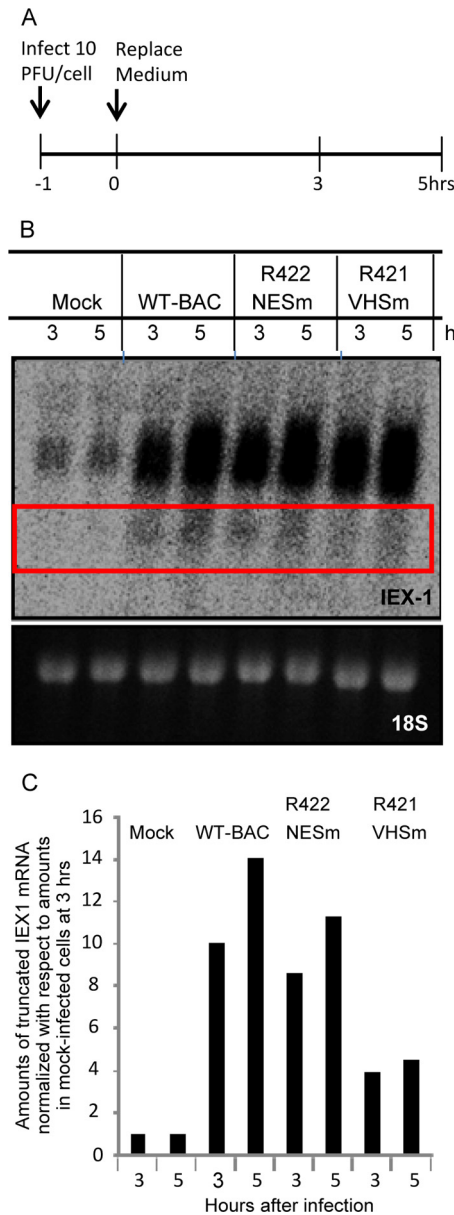 A
Infect 10 Replace
PFU/cell Medium
-1 0 3 5hrs
B
R422 R421
Mock WT-BAC NESm VHSm
3 5 3 5 3 5 3 5 h
IEX-1
18S
C
Amounts of truncated IEX1 mRNA
normalized with respect to amounts
in mock-infected cells at 3 hrs
16
14
12
10
8
6
4
2
0
R422 R421
Mock WT-BAC NESm VHSm
3 5 3 5 3 5 3 5
Hours after infection